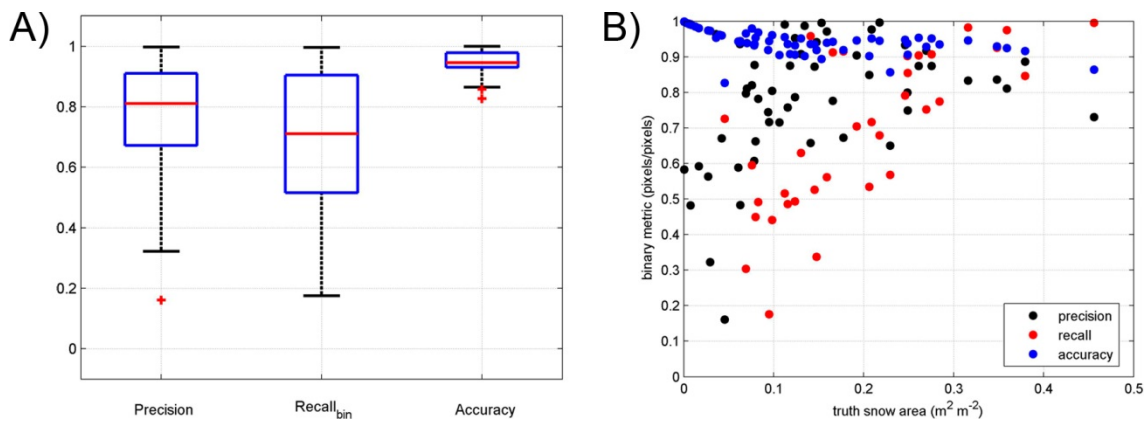 A)
1
0.8
0.6
0.4
0.2
0
Precision
Recall_bin
Accuracy
B)
binary metric (pixels/pixels)
1
0.9
0.8
0.7
0.6
0.5
0.4
0.3
0.2
0.1
0
0 0.1 0.2 0.3 0.4 0.5
truth snow area (m² m⁻²)
precision
recall
accuracy